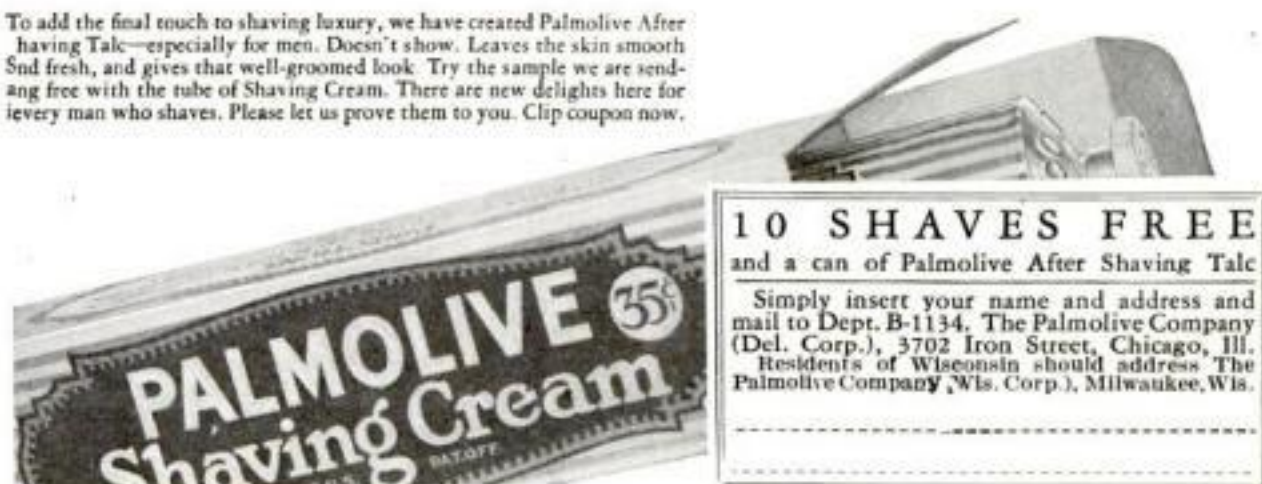 To add the final touch to shaving luxury, we have created Palmolive After
having Talc—especially for men. Doesn't show. Leaves the skin smooth
Snd fresh, and gives that well-groomed look Try the sample we are send-
ang free with the tube of Shaving Cream. There are new delights here for
ievery man who shaves. Please let us prove them to you. Clip coupon now.
PALMOLIVE 35¢
Shaving Cream
PAT.OFF.
10 SHAVES FREE
and a can of Palmolive After Shaving Talc
Simply insert your name and address and
mail to Dept. B-1134. The Palmolive Company
(Del. Corp.), 3702 Iron Street, Chicago, Ill.
Residents of Wisconsin should address The
Palmolive Company, Wis. Corp.), Milwaukee, Wis.